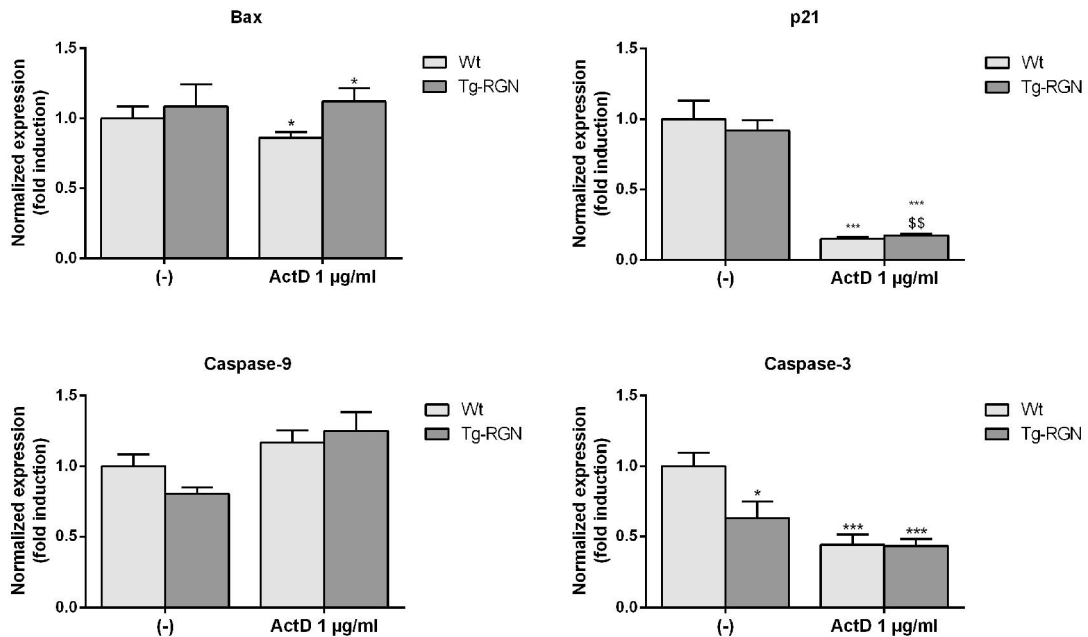 Bax
Normalized expression
(fold induction)
1.5
1.0
0.5
0.0
Wt
Tg-RGN
*
*
(-)
ActD 1 µg/ml
p21
Normalized expression
(fold induction)
1.5
1.0
0.5
0.0
Wt
Tg-RGN
***
***
$$
(-)
ActD 1 µg/ml
Caspase-9
Normalized expression
(fold induction)
1.5
1.0
0.5
0.0
Wt
Tg-RGN
(-)
ActD 1 µg/ml
Caspase-3
Normalized expression
(fold induction)
1.5
1.0
0.5
0.0
Wt
Tg-RGN
*
***
***
(-)
ActD 1 µg/ml